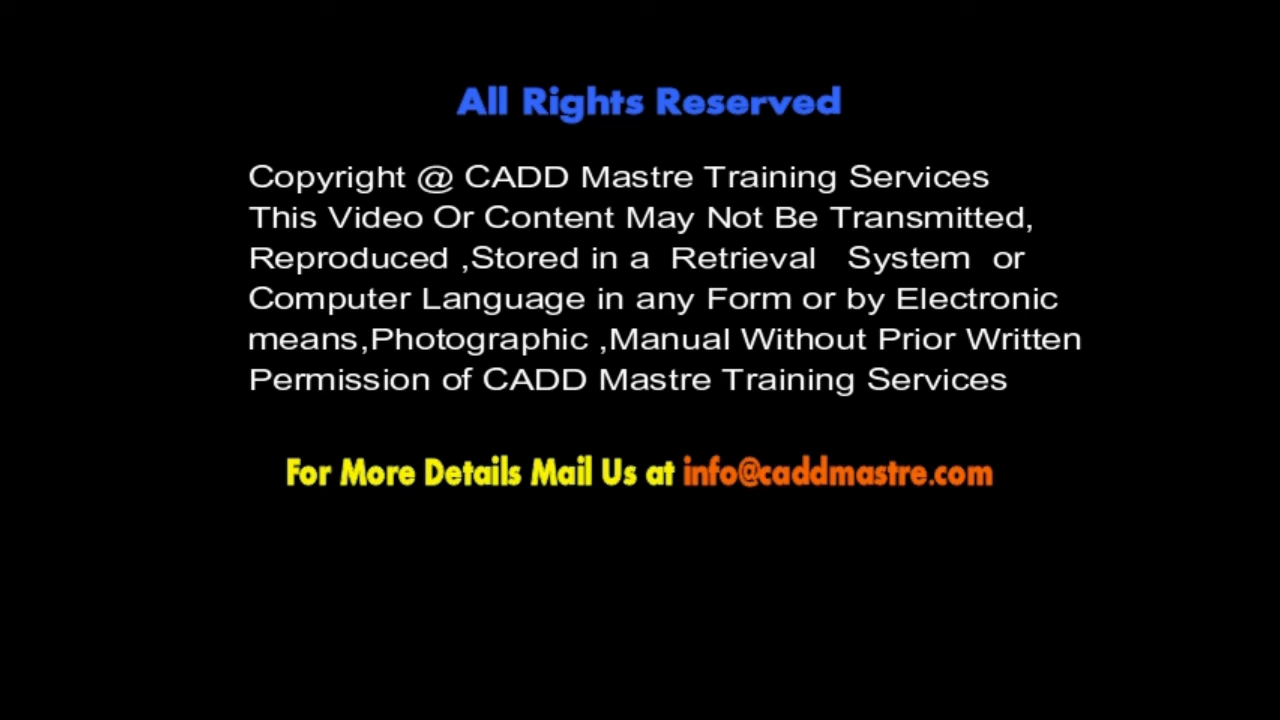 All Rights Reserved
Copyright @ CADD Mastre Training Services
This Video Or Content May Not Be Transmitted,
Reproduced ,Stored in a Retrieval System or
Computer Language in any Form or by Electronic
means,Photographic ,Manual Without Prior Written
Permission of CADD Mastre Training Services
For More Details Mail Us at info@caddmastre.com